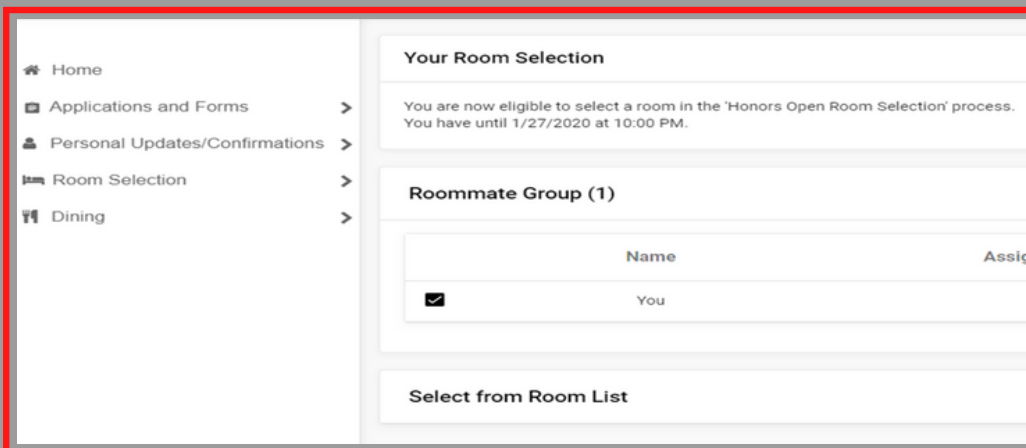 Home
Applications and Forms
Personal Updates/Confirmations
Room Selection
Dining
Your Room Selection
You are now eligible to select a room in the 'Honors Open Room Selection' process.
You have until 1/27/2020 at 10:00 PM.
Roommate Group (1)
Name Assig
You
Select from Room List